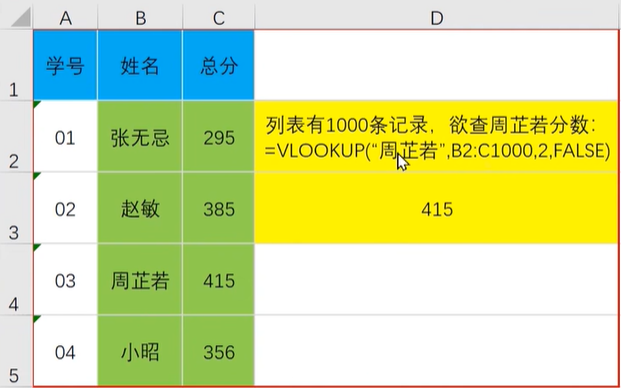 A B C D
1 学号 姓名 总分
2 01 张无忌 295 列表有1000条记录，欲查周芷若分数：
=VLOOKUP(“周芷若”,B2:C1000,2,FALSE)
3 02 赵敏 385 415
4 03 周芷若 415
5 04 小昭 356